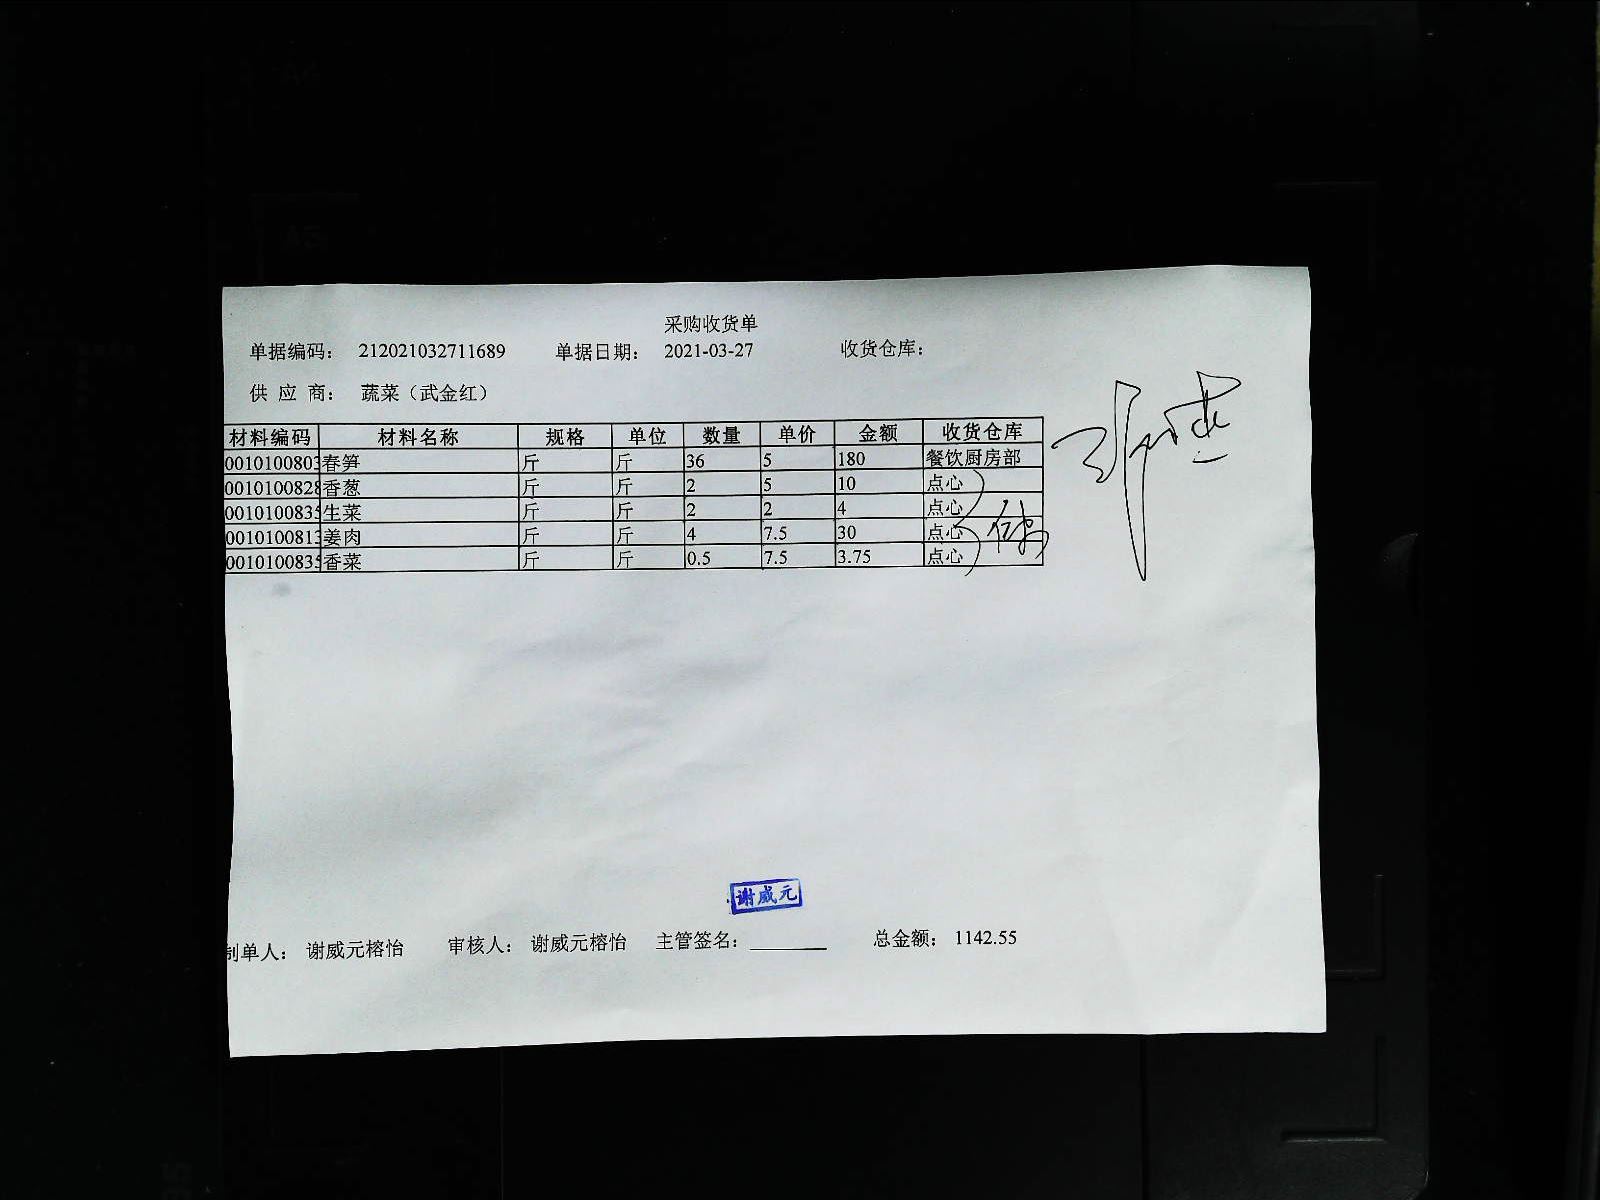 采购收货单
单据编码： 212021032711689 单据日期： 2021-03-27 收货仓库：
供 应 商： 蔬菜（武金红）
材料编码 材料名称 规格 单位 数量 单价 金额 收货仓库
0010100803 春笋 斤 斤 36 5 180 餐饮厨房部
0010100828 香葱 斤 斤 2 5 10 点心
0010100835 生菜 斤 斤 2 2 4 点心
0010100813 姜肉 斤 斤 4 7.5 30 点心
0010100835 香菜 斤 斤 0.5 7.5 3.75 点心
谢威元
制单人： 谢威元榕怡 审核人： 谢威元榕怡 主管签名： 总金额： 1142.55